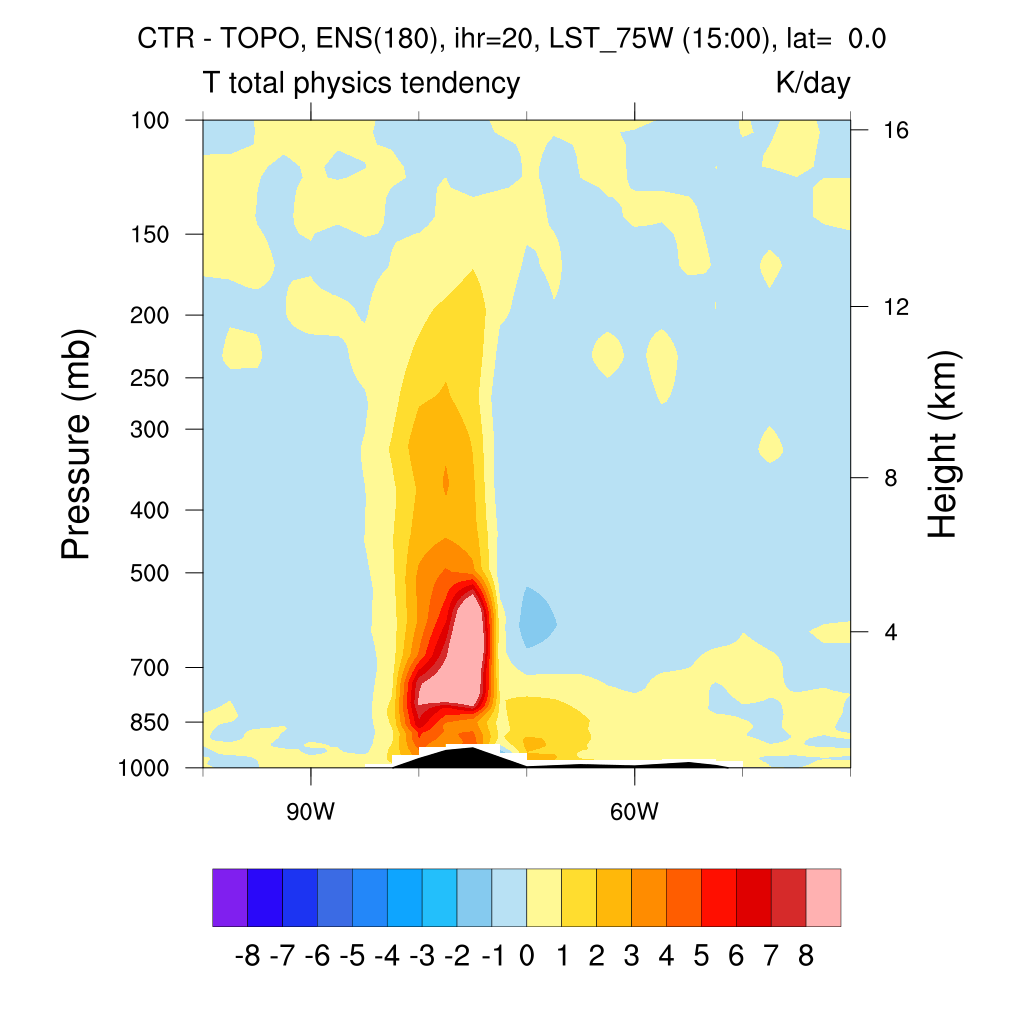 CTR - TOPO, ENS(180), ihr=20, LST_75W (15:00), lat=  0.0
T total physics tendency K/day
100
150
200
250
300
400
500
700
850
1000
Pressure (mb)
16
12
8
4
Height (km)
90W 60W
-8 -7 -6 -5 -4 -3 -2 -1 0 1 2 3 4 5 6 7 8